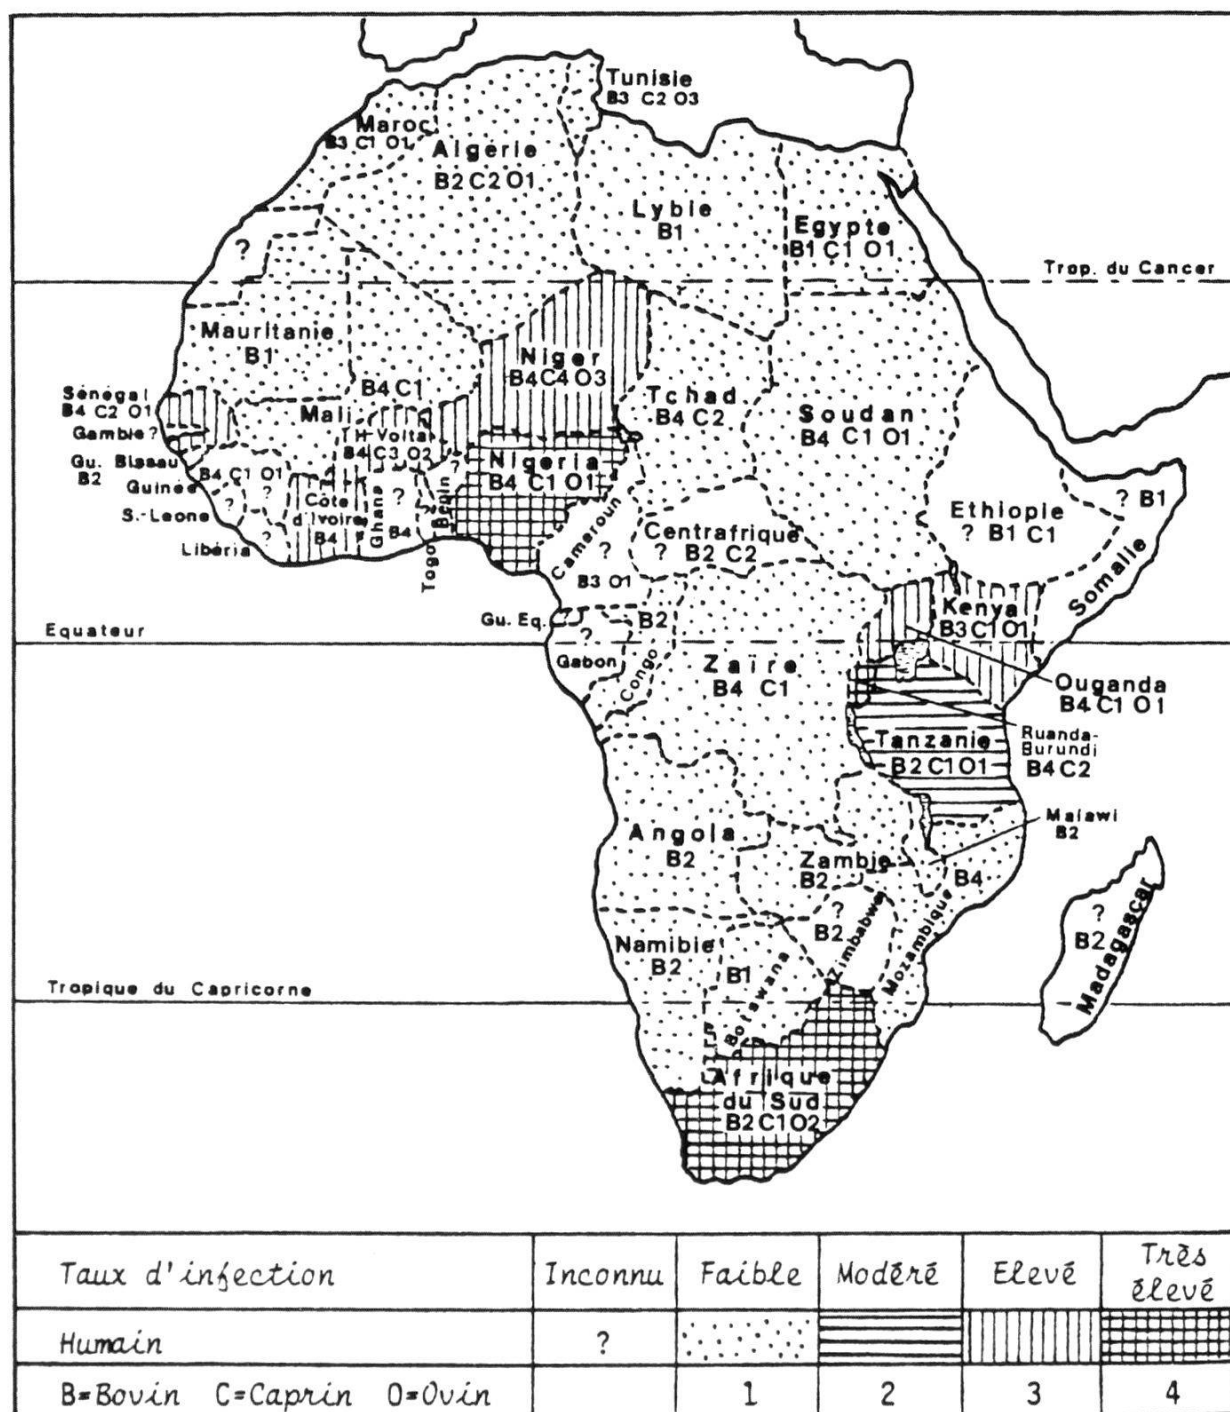 Tunisie
B3 C2 O3
Maroc
B3 C1 O1
Algérie
B2 C2 O1
Lybie
B1
Egypte
B1 C1 O1
?
Trop. du Cancer
Mauritanie
B1
Niger
B4 C4 O3
Tchad
B4 C2
Soudan
B4 C1 O1
Sénégal
B4 C2 O1
Gambie ?
Mali
B4 C1
H-Volta
B4 C3 O2
Nigeria
B4 C1 O1
Gu. Bissau
B2
B4 C1 O1
Guinée
?
?
S.-Leone
Libéria
?
Côte
d'Ivoire
B4
Ghana
?
B4
Togo
?
Bénin
?
Cameroun
?
B3 O1
Centrafrique
? B2 C2
Ethiopie
? B1 C1
? B1
Somalie
Kenya
B3 C1 O1
Gu. Eq.
?
?
Gabon
B2
Congo
Equateur
Zaïre
B4 C1
Ouganda
B4 C1 O1
Ruanda-
Burundi
B4 C2
Tanzanie
B2 C1 O1
Malawi
B2
Angola
B2
Zambie
B2
B4
Mozambique
?
B2
Zimbabwe
?
B2
Madagascar
Namibie
B2
B1
Botswana
Tropique du Capricorne
Afrique
du Sud
B2 C1 O2
Taux d'infection Inconnu Faible Modéré Elevé Très élevé
Humain ?
B=Bovin C=Caprin O=Ovin 1 2 3 4